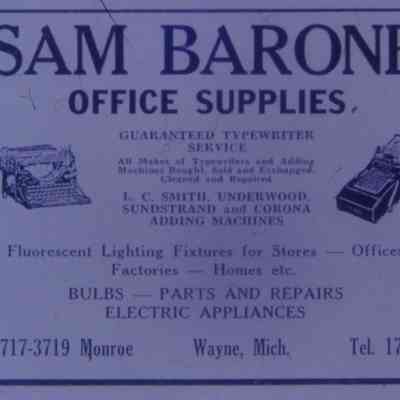 SAM BARONE
OFFICE SUPPLIES
GUARANTEED TYPEWRITER
SERVICE
All Makes of Typewriters and Adding
Machines Bought, Sold and Exchanged.
Cleaned and Repaired
L. C. SMITH, UNDERWOOD,
SUNDSTRAND and CORONA
ADDING MACHINES
Fluorescent Lighting Fixtures for Stores — Offices
Factories — Homes etc.
BULBS — PARTS AND REPAIRS
ELECTRIC APPLIANCES
717-3719 Monroe Wayne, Mich. Tel. 17